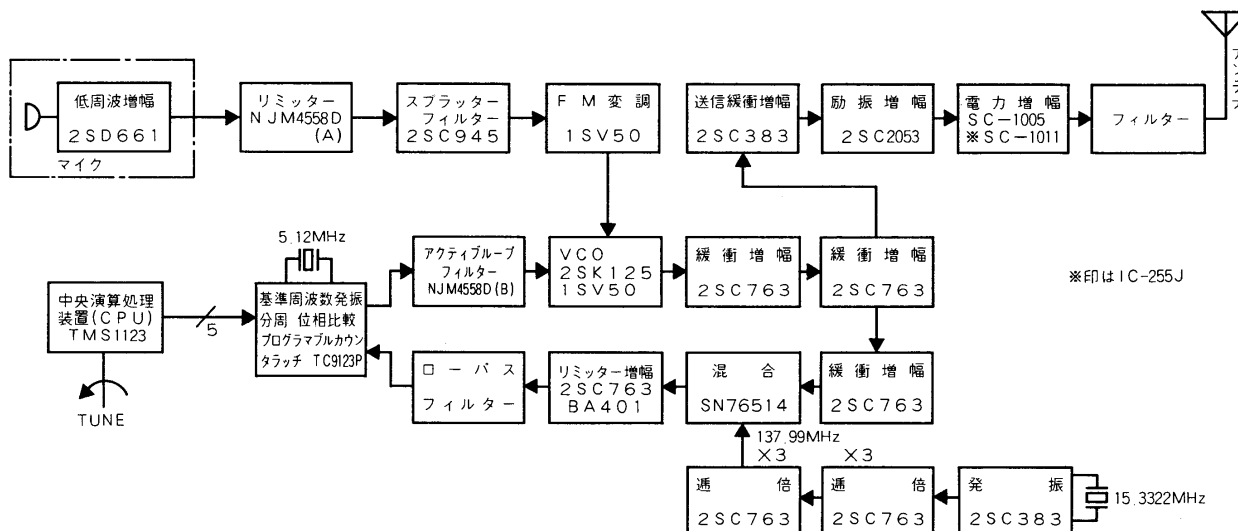 低周波増幅
2SD661
マイク
リミッター
NJM4558D
(A)
スプラッター
フィルター
2SC945
FM変調
1SV50
送信緩衝増幅
2SC383
励振増幅
2SC2053
電力増幅
SC-1005
※SC-1011
フィルター
アンテナ
5.12MHz
中央演算処理
装置(CPU)
TMS1123
TUNE
5
基準周波数発振
分周 位相比較
プログラマブルカウン
タラッチ TC9123P
アクティブループ
フィルター
NJM4558D(B)
VCO
2SK125
1SV50
緩衝増幅
2SC763
緩衝増幅
2SC763
※印はIC-255J
ローパス
フィルター
リミッター増幅
2SC763
BA401
混合
SN76514
緩衝増幅
2SC763
137.99MHz
×3
×3
逓倍
2SC763
逓倍
2SC763
発振
2SC383
15.3322MHz